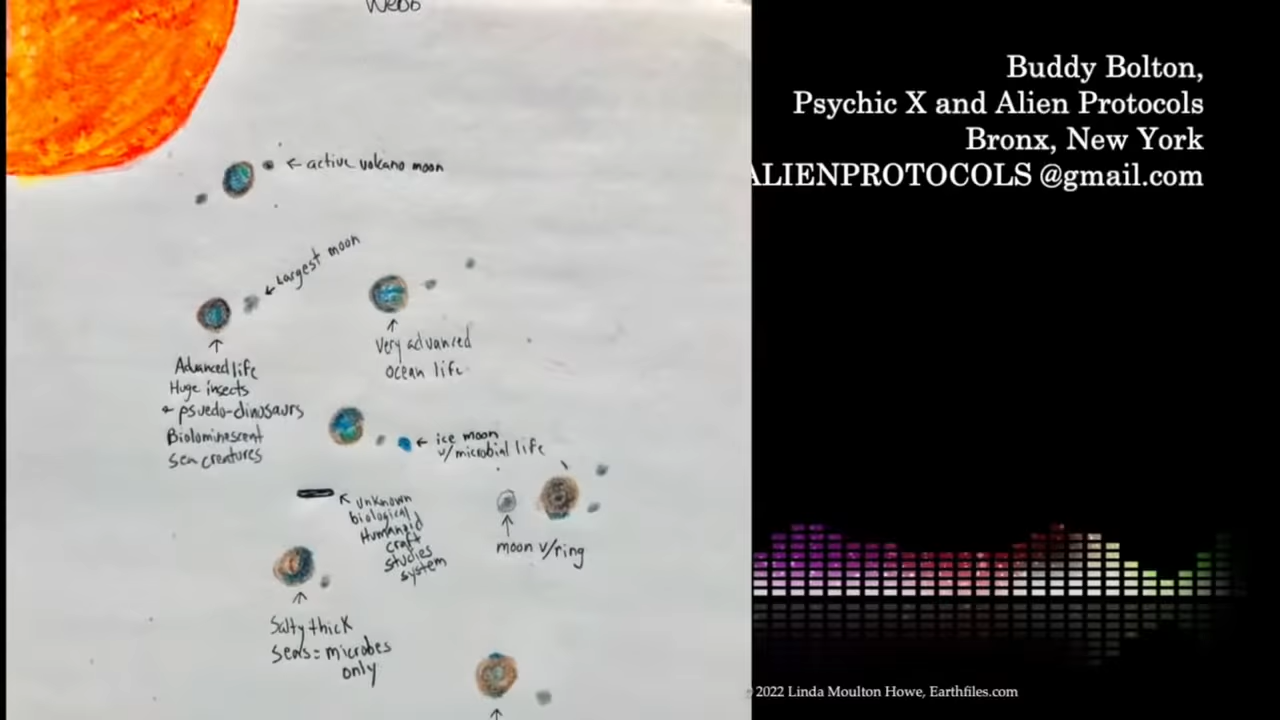 Webb
← active volcano moon
← Largest moon
Advanced life
Huge insects
+ psuedo-dinosaurs
Bioluminescent
sea creatures
Very advanced
ocean life
← ice moon
w/microbial life
unknown
biological
Humanoid
craft
studies
system
moon w/ring
Salty thick
Seas = microbes
only
Buddy Bolton,
Psychic X and Alien Protocols
Bronx, New York
ALIENPROTOCOLS @gmail.com
2022 Linda Moulton Howe, Earthfiles.com